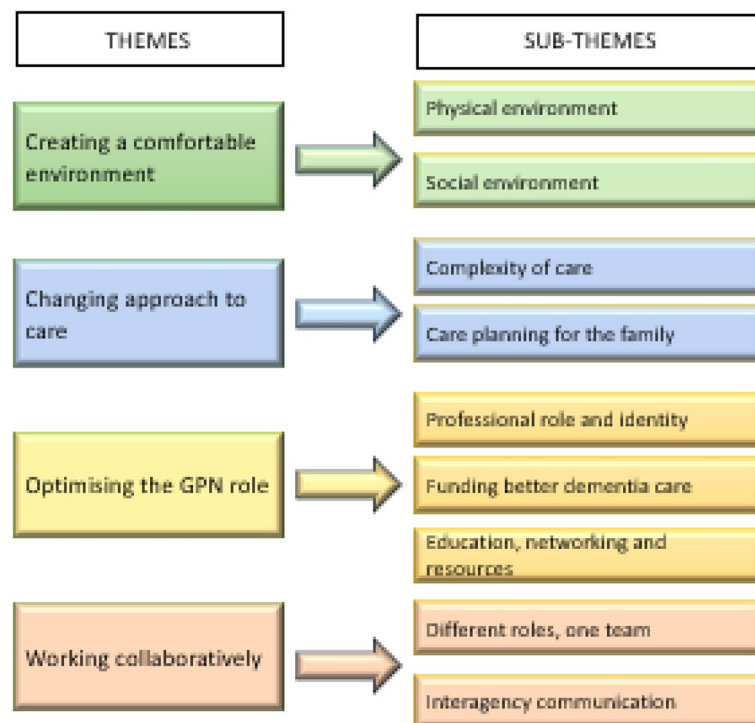 THEMES
SUB-THEMES
Creating a comfortable
environment
Physical environment
Social environment
Changing approach to
care
Complexity of care
Care planning for the family
Optimising the GPN role
Professional role and identity
Funding better dementia care
Education, networking and
resources
Working collaboratively
Different roles, one team
Interagency communication